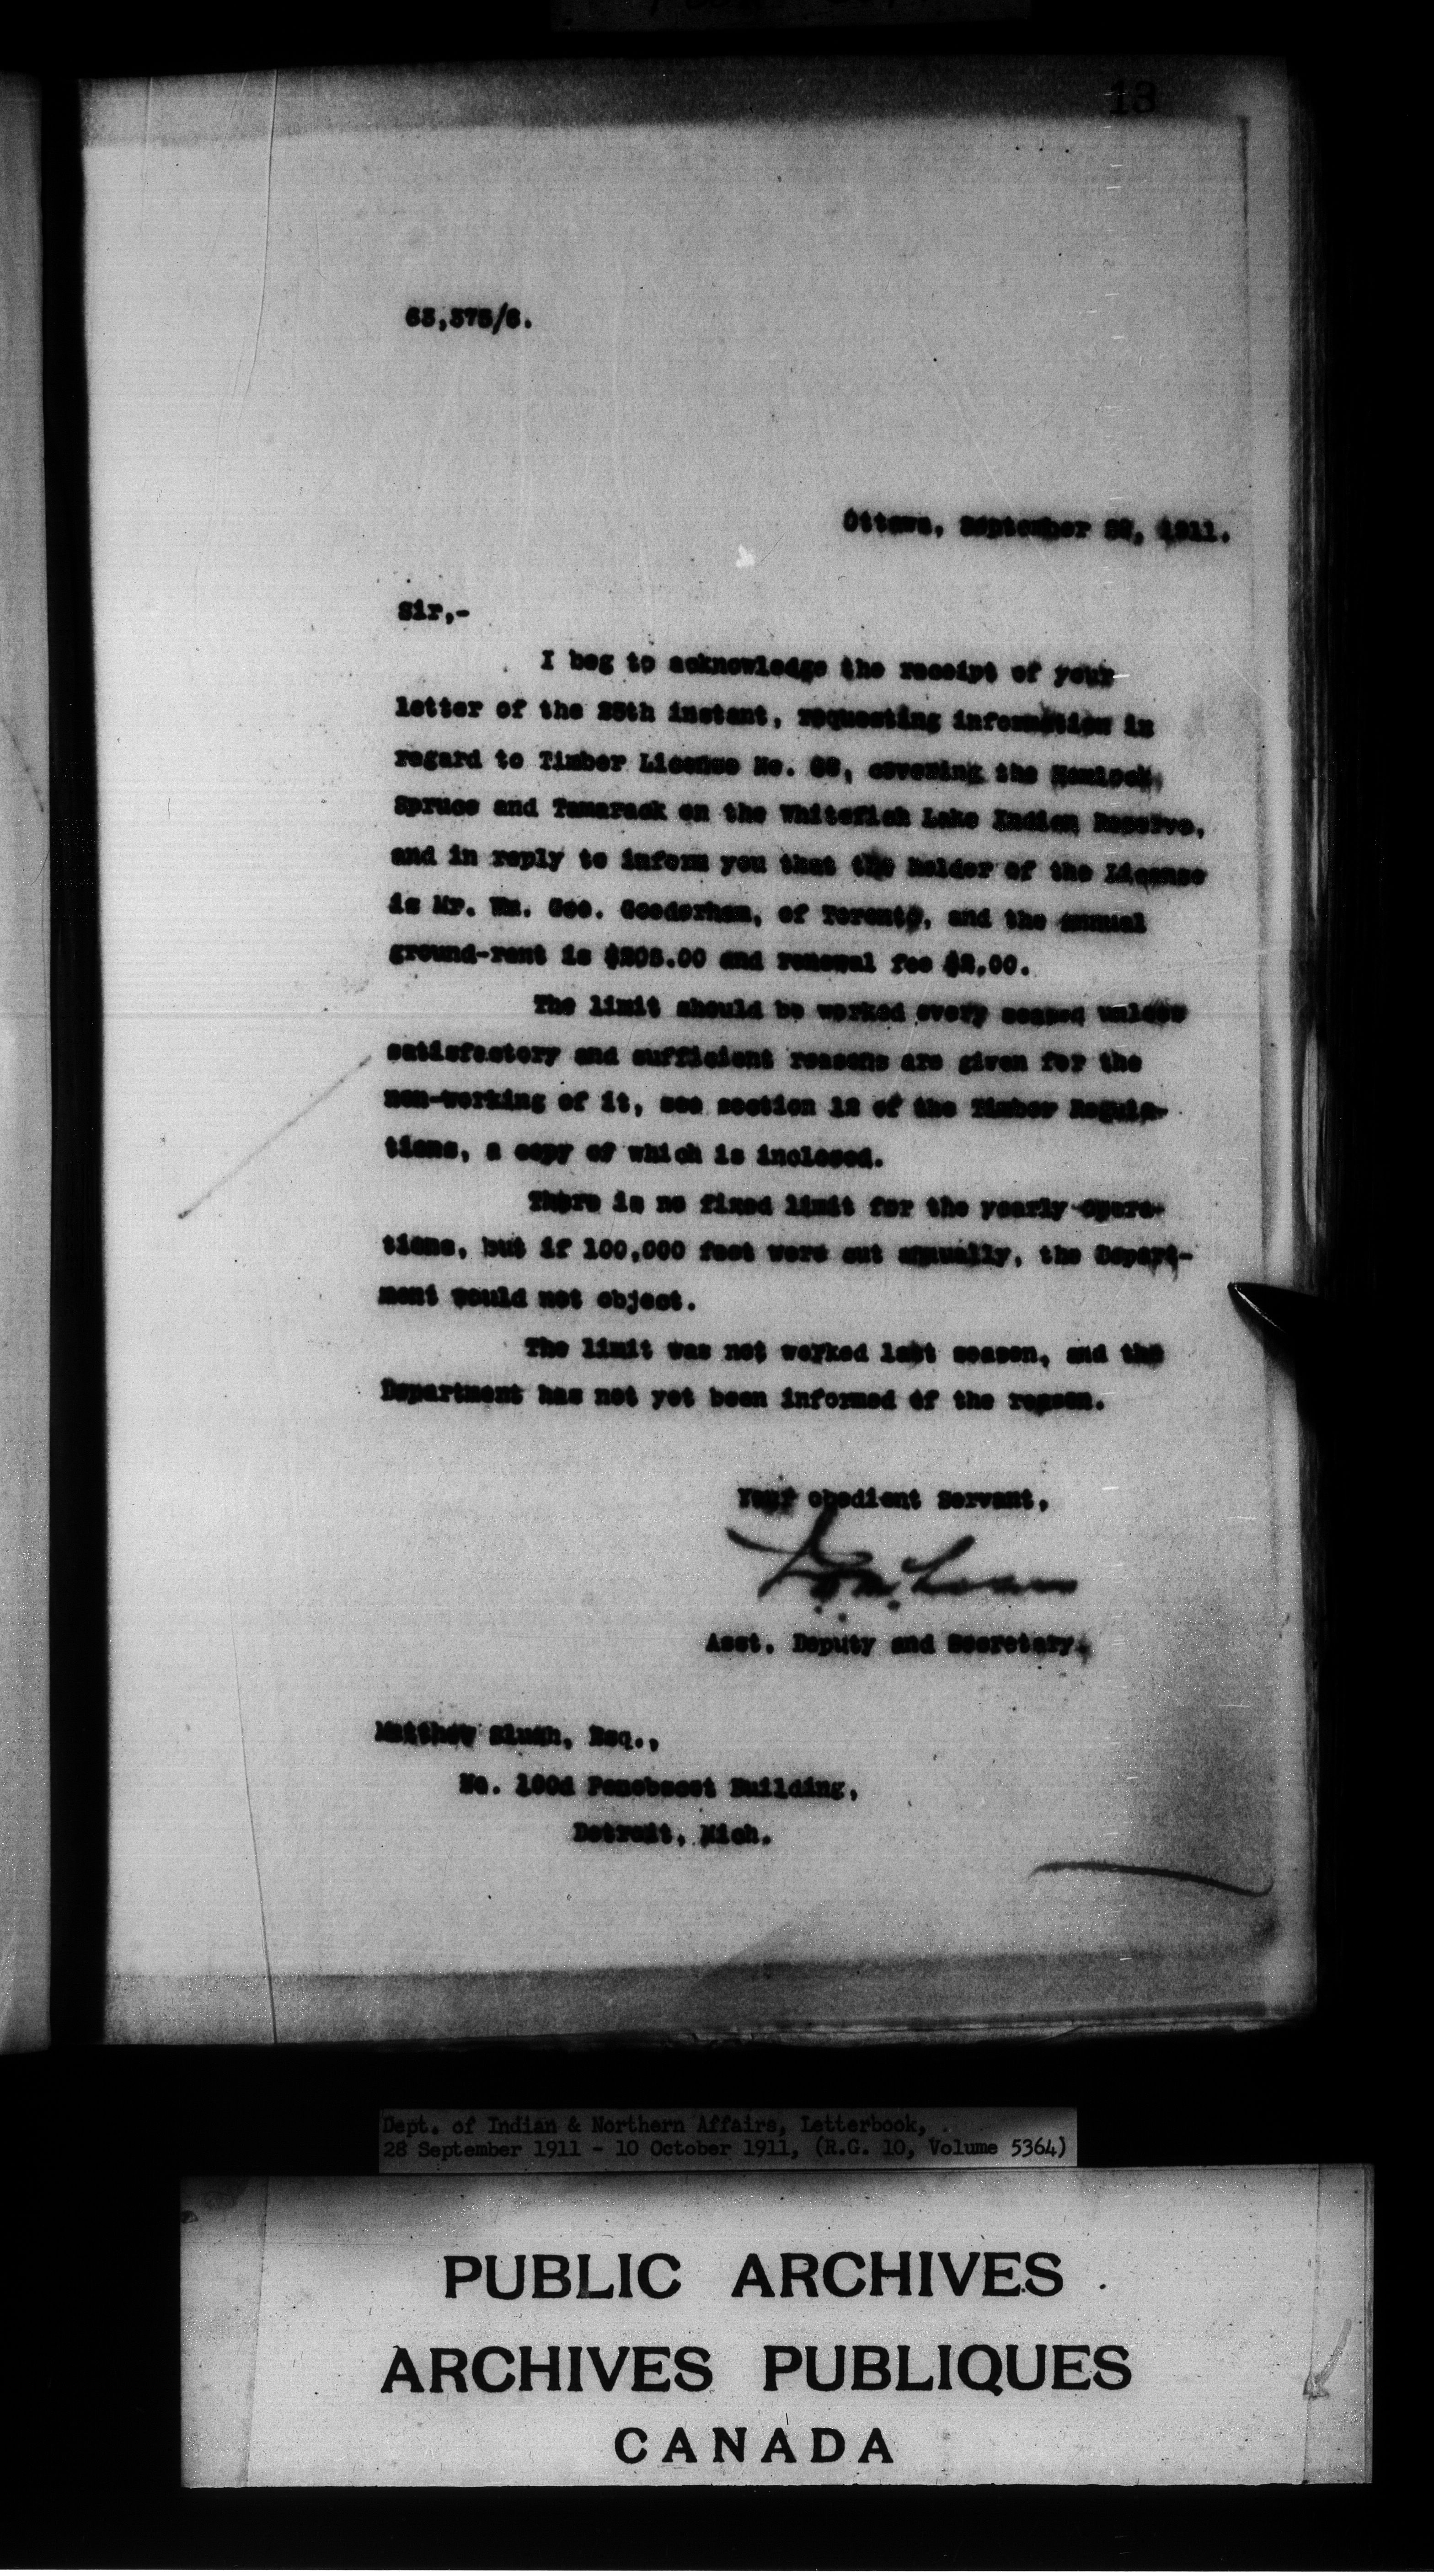 13
Ottawa, September 1911.
Sir,-
I beg to acknowledge the receipt of your
letter of the 25th instant, requesting information in
regard to Timber License No. covering the Hemlock,
Spruce and Tamarack on the Whitefish Lake Indian Reserve,
and in reply to inform you that the holder of the License
is Mr. Wm. Geo. Gooderham, of Toronto, and the annual
ground-rent is and renewal fee $2.00.
The limit should be worked every season unless
satisfactory and sufficient reasons are given for the
non-working of it, see section 12 of the Timber Regula-
tions, a copy of which is inclosed.
There is no fixed limit for the yearly opera-
tions, but if 100,000 feet were cut annually, the Depart-
ment would not object.
The limit was not worked last season, and the
Department has not yet been informed of the reason.
Your obedient Servant,
Asst. Deputy and Secretary.
Matthew Esq.,
No. Penobscot Building,
Detroit, Mich.
Dept. of Indian & Northern Affairs, Letterbook,
28 September 1911 - 10 October 1911, (R.G. 10, Volume 5364)
PUBLIC ARCHIVES
ARCHIVES PUBLIQUES
CANADA